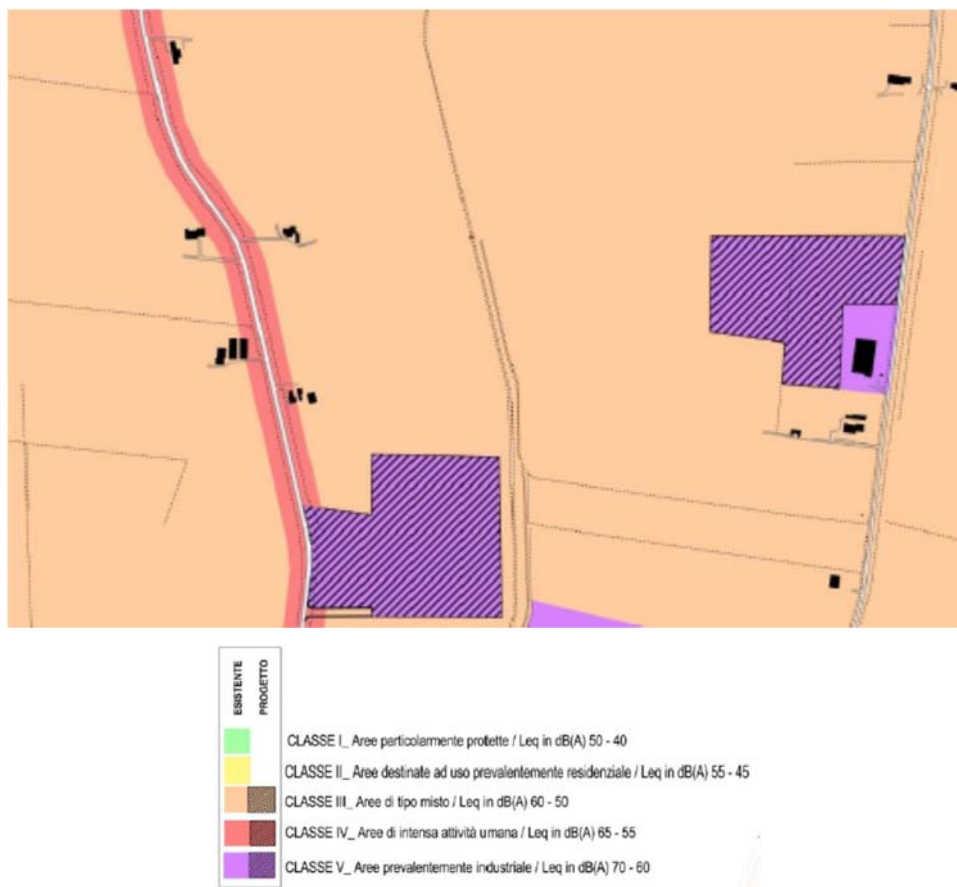 ESISTENTE
PROGETTO
CLASSE I_ Aree particolarmente protette / Leq in dB(A) 50 - 40
CLASSE II_ Aree destinate ad uso prevalentemente residenziale / Leq in dB(A) 55 - 45
CLASSE III_ Aree di tipo misto / Leq in dB(A) 60 - 50
CLASSE IV_ Aree di intensa attività umana / Leq in dB(A) 65 - 55
CLASSE V_ Aree prevalentemente industriale / Leq in dB(A) 70 - 60